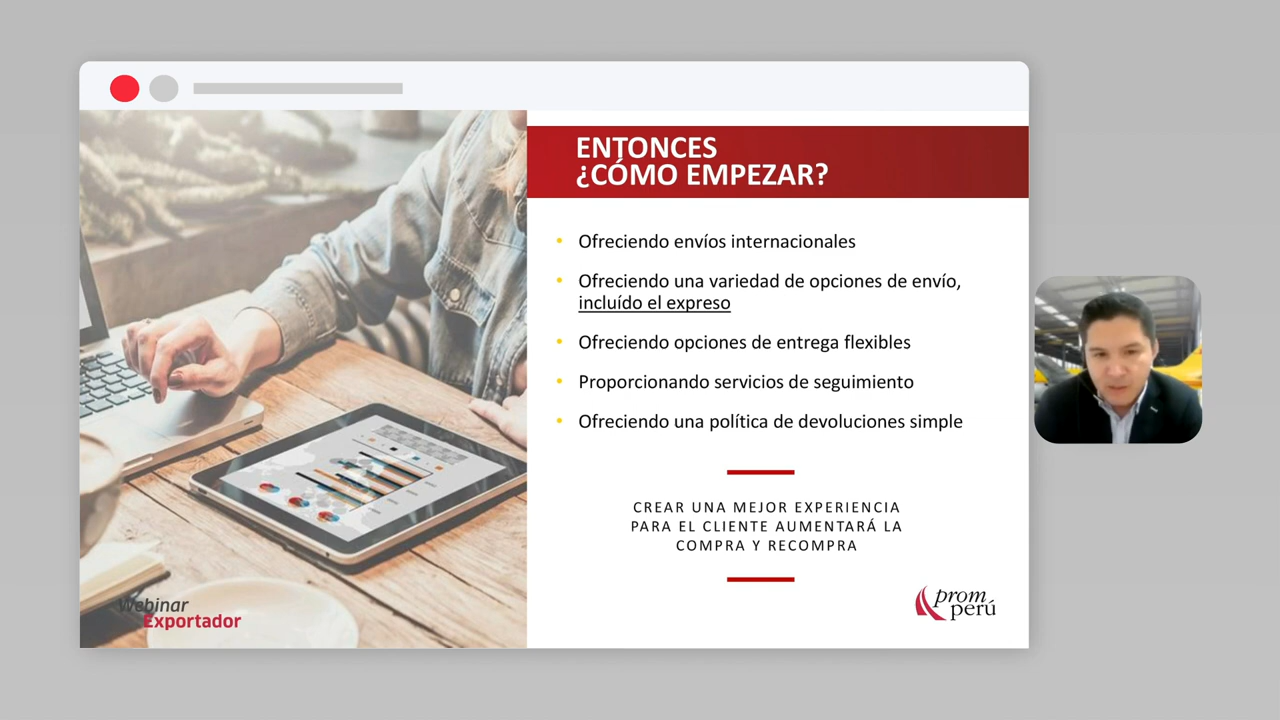 ENTONCES
¿CÓMO EMPEZAR?
• Ofreciendo envíos internacionales
• Ofreciendo una variedad de opciones de envío,
incluído el expreso
• Ofreciendo opciones de entrega flexibles
• Proporcionando servicios de seguimiento
• Ofreciendo una política de devoluciones simple
CREAR UNA MEJOR EXPERIENCIA
PARA EL CLIENTE AUMENTARÁ LA
COMPRA Y RECOMPRA
Webinar
Exportador
prom
perú